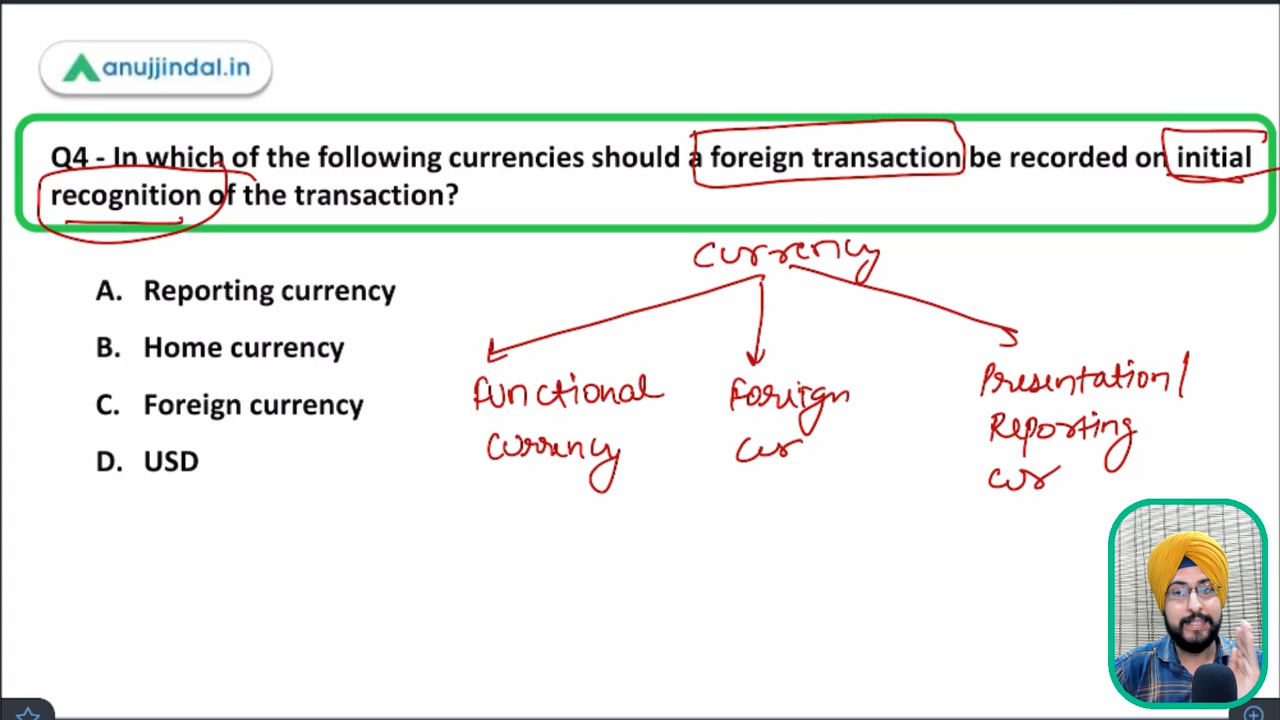 anujjindal.in
Q4 - In which of the following currencies should a foreign transaction be recorded on initial
recognition of the transaction?
A. Reporting currency
B. Home currency
C. Foreign currency
D. USD
Currency
Functional
Currency
Foreign
Cur
Presentation/
Reporting
Cur